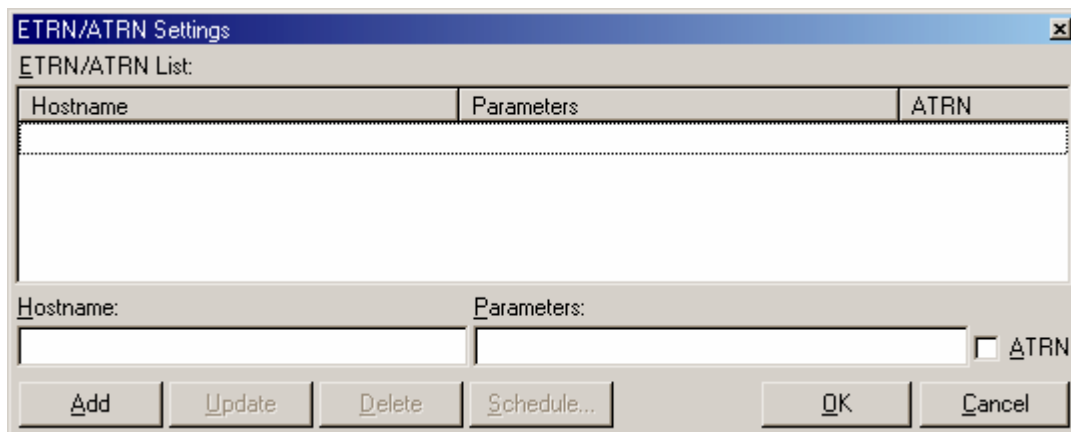 ETRN/ATRN Settings
ETRN/ATRN List:
Hostname Parameters ATRN
Hostname: Parameters:
ATRN
Add Update Delete Schedule... OK Cancel